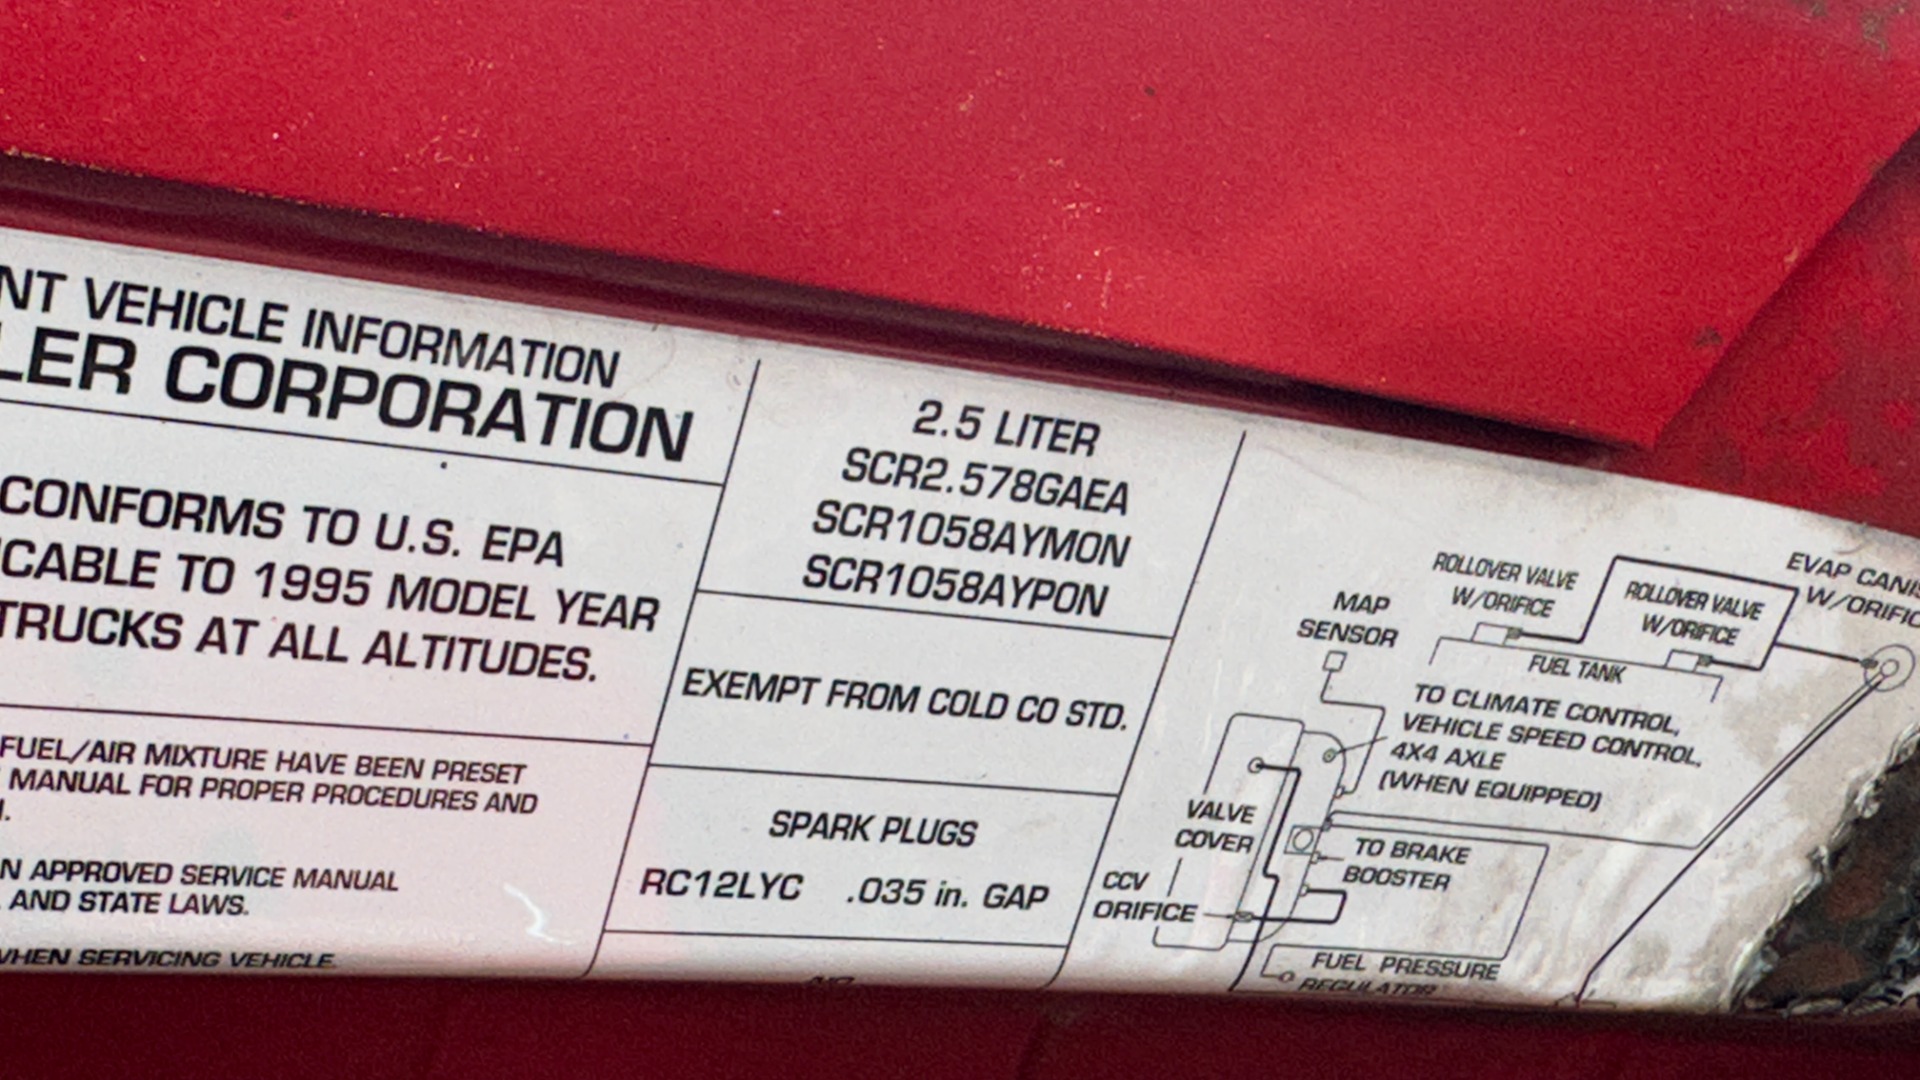 NT VEHICLE INFORMATION
LER CORPORATION
CONFORMS TO U.S. EPA
CABLE TO 1995 MODEL YEAR
TRUCKS AT ALL ALTITUDES.
FUEL/AIR MIXTURE HAVE BEEN PRESET
MANUAL FOR PROPER PROCEDURES AND
N APPROVED SERVICE MANUAL
AND STATE LAWS.
WHEN SERVICING VEHICLE.
2.5 LITER
SCR2.578GAEA
SCR1058AYMON
SCR1058AYPON
EXEMPT FROM COLD CO STD.
SPARK PLUGS
RC12LYC .035 in. GAP
ROLLOVER VALVE
W/ORIFICE
ROLLOVER VALVE
W/ORIFICE
EVAP CANIS
W/ORIFIC
MAP
SENSOR
FUEL TANK
TO CLIMATE CONTROL,
VEHICLE SPEED CONTROL,
4X4 AXLE
(WHEN EQUIPPED)
VALVE
COVER
TO BRAKE
BOOSTER
CCV
ORIFICE
FUEL PRESSURE
REGULATOR